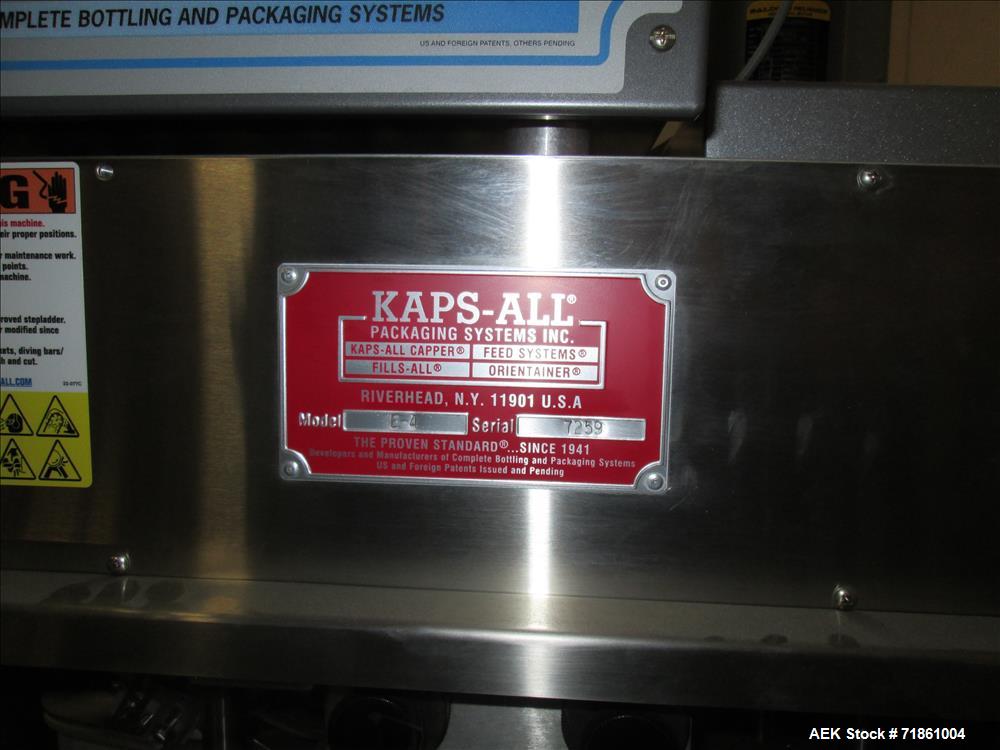 MPLETE BOTTLING AND PACKAGING SYSTEMS
US AND FOREIGN PATENTS, OTHERS PENDING
G
is machine.
eir proper positions.
maintenance work.
points.
machine.
roved stepladder.
modified since
ats, diving bars/
h and cut.
ALL.COM
KAPS-ALL®
PACKAGING SYSTEMS INC.
KAPS-ALL CAPPER® FEED SYSTEMS®
FILLS-ALL® ORIENTAINER®
RIVERHEAD, N.Y. 11901 U.S.A
Model E-4 Serial 7259
THE PROVEN STANDARD®...SINCE 1941
Developers and Manufacturers of Complete Bottling and Packaging Systems
US and Foreign Patents Issued and Pending
AEK Stock #71861004